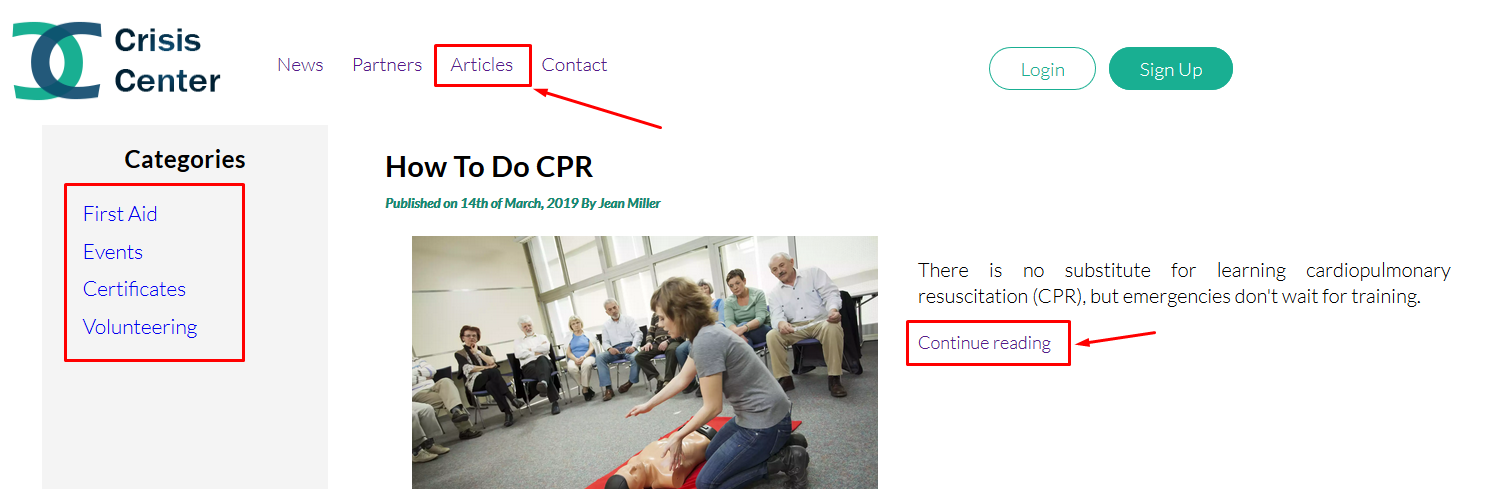 Crisis
Center
News Partners Articles Contact
Login Sign Up
Categories
First Aid
Events
Certificates
Volunteering
How To Do CPR
Published on 14th of March, 2019 By Jean Miller
There is no substitute for learning cardiopulmonary
resuscitation (CPR), but emergencies don't wait for training.
Continue reading